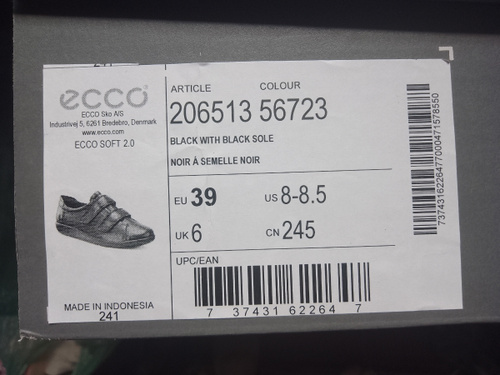 ecco
ECCO Sko A/S
Industrivej 5, 6261 Bredebro, Denmark
www.ecco.com
ECCO SOFT 2.0
MADE IN INDONESIA
241
ARTICLE COLOUR
206513 56723
BLACK WITH BLACK SOLE
NOIR À SEMELLE NOIR
EU 39 US 8-8.5
UK 6 CN 245
UPC/EAN
7 37431 62264 7
7374316226477000471578550